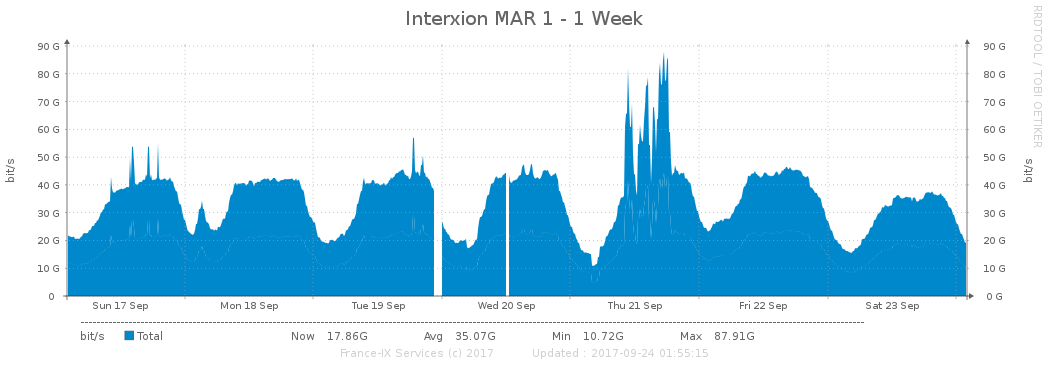 Interxion MAR 1 - 1 Week
RRDTOOL / TOBI OETIKER
90 G 90 G
80 G 80 G
70 G 70 G
60 G 60 G
50 G 50 G
40 G 40 G
30 G 30 G
20 G 20 G
10 G 10 G
0 0 G
bit/s
bit/s
Sun 17 Sep Mon 18 Sep Tue 19 Sep Wed 20 Sep Thu 21 Sep Fri 22 Sep Sat 23 Sep
bit/s Total Now 17.86G Avg 35.07G Min 10.72G Max 87.91G
France-IX Services (c) 2017 Updated : 2017-09-24 01:55:15